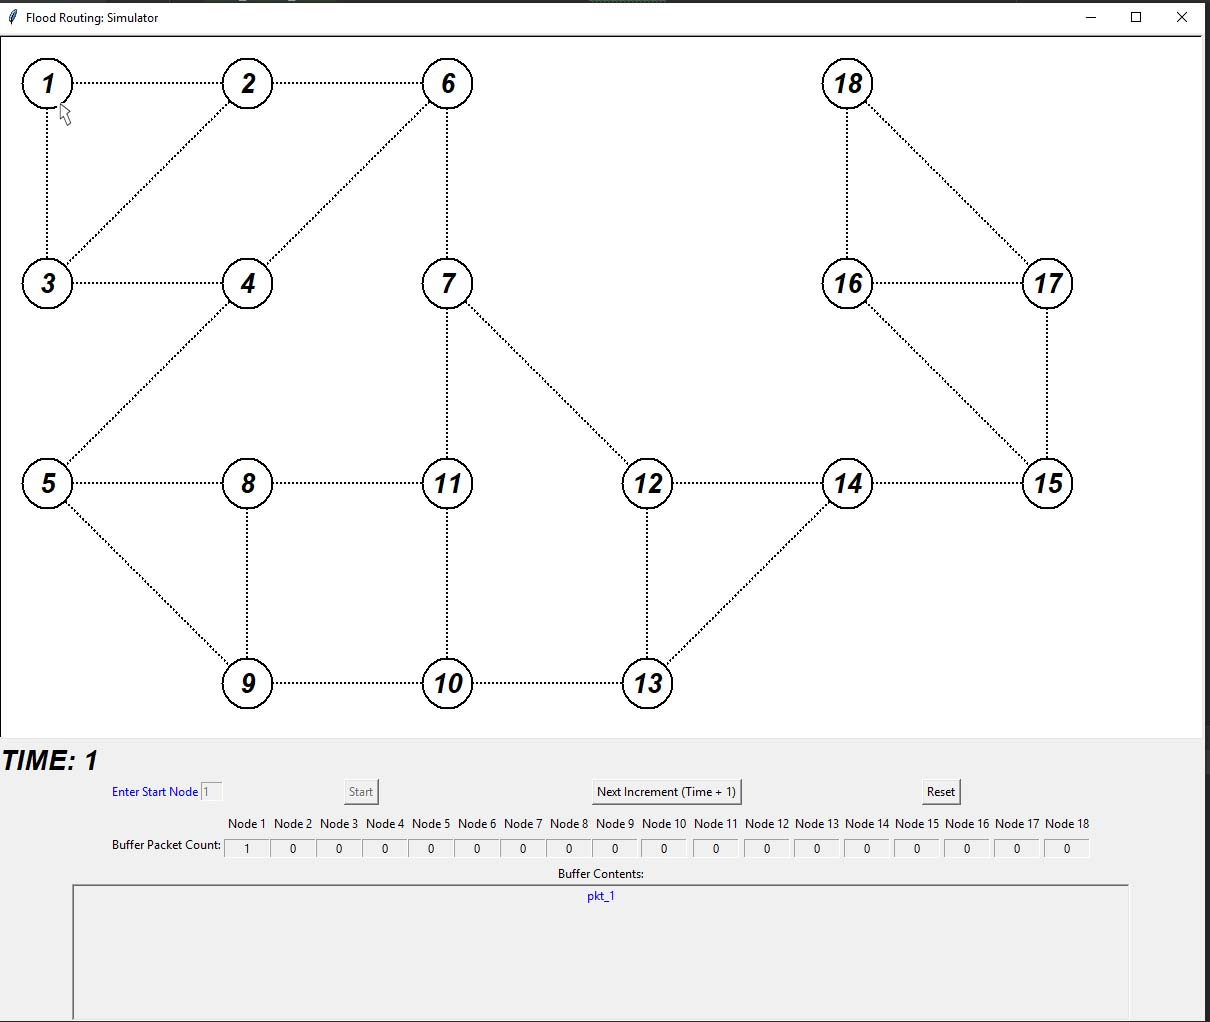 Flood Routing: Simulator
1 2 6 18
3 4 7 16 17
5 8 11 12 14 15
9 10 13
TIME: 1
Enter Start Node 1 Start Next Increment (Time + 1) Reset
Node 1 Node 2 Node 3 Node 4 Node 5 Node 6 Node 7 Node 8 Node 9 Node 10 Node 11 Node 12 Node 13 Node 14 Node 15 Node 16 Node 17 Node 18
Buffer Packet Count: 1 0 0 0 0 0 0 0 0 0 0 0 0 0 0 0 0 0
Buffer Contents:
pkt_1